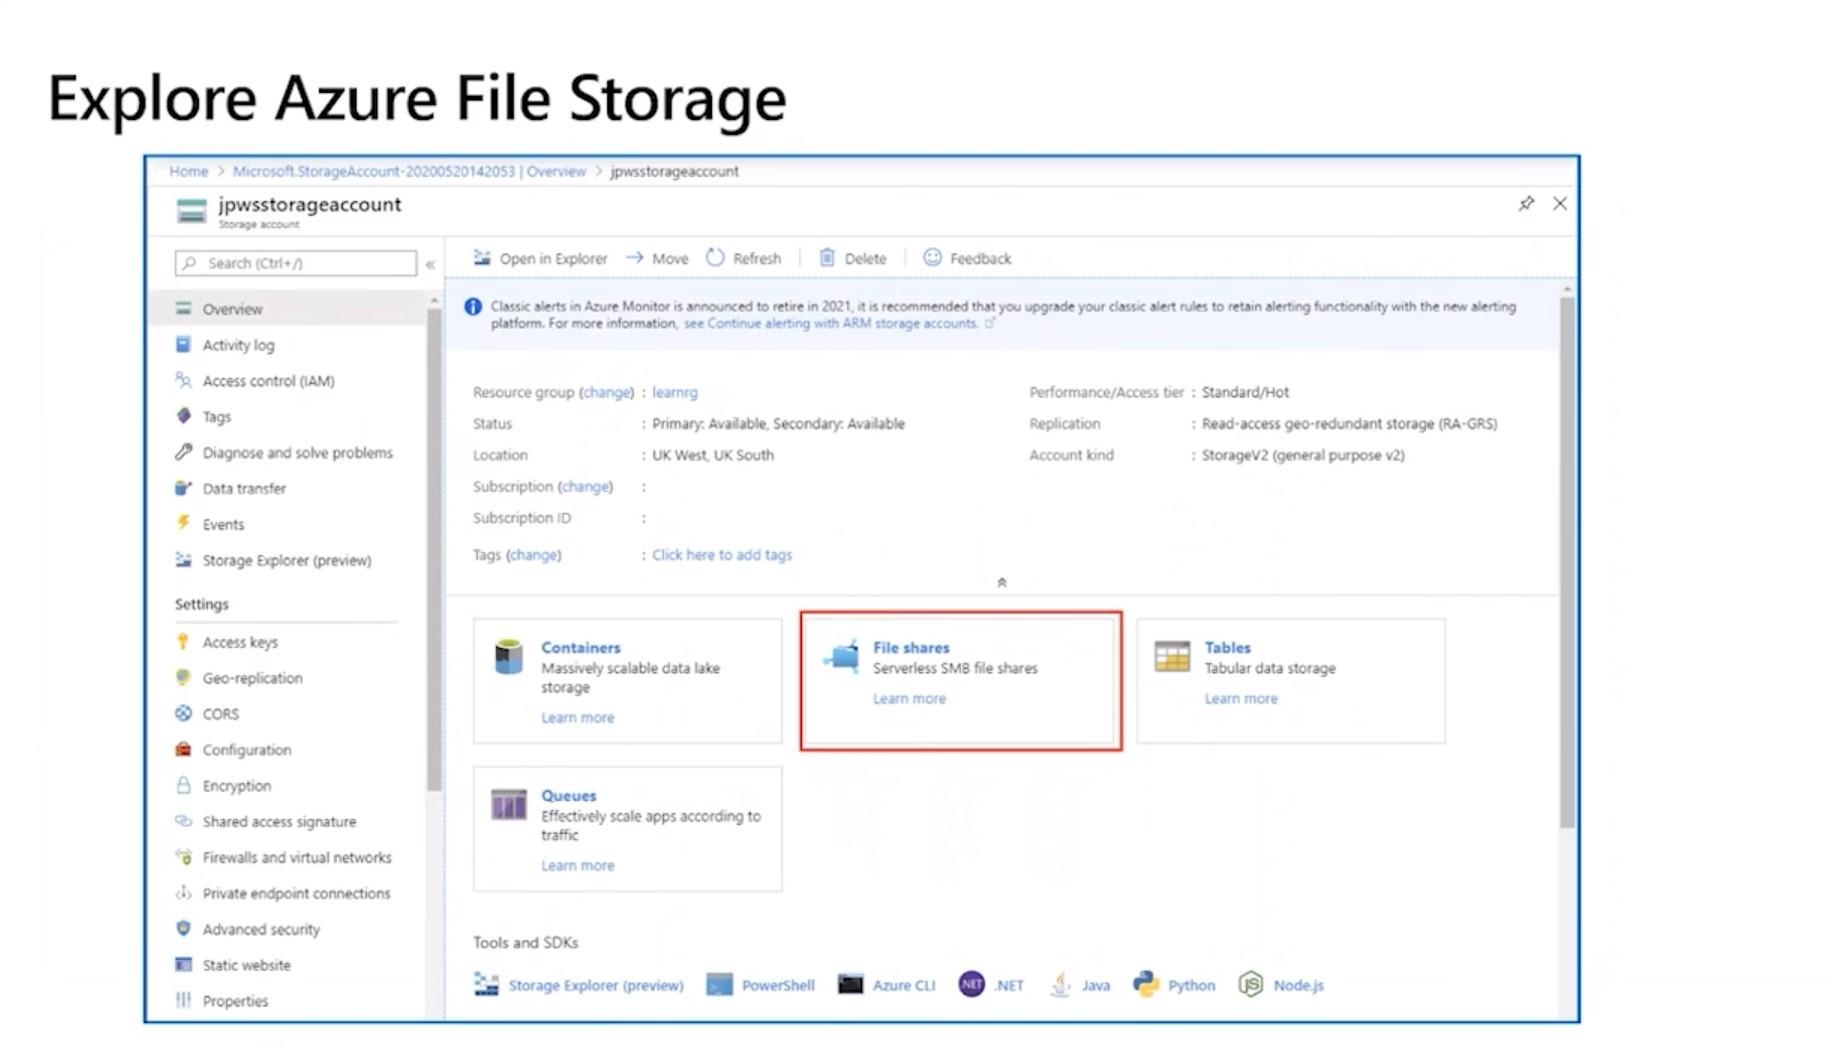 Explore Azure File Storage
Home > Microsoft.StorageAccount-20200520142053 | Overview > jpwsstorageaccount
jpwsstorageaccount
Storage account
Search (Ctrl+/)
«
Overview
Activity log
Access control (IAM)
Tags
Diagnose and solve problems
Data transfer
Events
Storage Explorer (preview)
Settings
Access keys
Geo-replication
CORS
Configuration
Encryption
Shared access signature
Firewalls and virtual networks
Private endpoint connections
Advanced security
Static website
Properties
Open in Explorer Move Refresh Delete Feedback
Classic alerts in Azure Monitor is announced to retire in 2021, it is recommended that you upgrade your classic alert rules to retain alerting functionality with the new alerting
platform. For more information, see Continue alerting with ARM storage accounts.
Resource group (change) : learnrg
Status : Primary: Available, Secondary: Available
Location : UK West, UK South
Subscription (change) :
Subscription ID :
Tags (change) : Click here to add tags
Performance/Access tier : Standard/Hot
Replication : Read-access geo-redundant storage (RA-GRS)
Account kind : StorageV2 (general purpose v2)
Containers
Massively scalable data lake
storage
Learn more
File shares
Serverless SMB file shares
Learn more
Tables
Tabular data storage
Learn more
Queues
Effectively scale apps according to
traffic
Learn more
Tools and SDKs
Storage Explorer (preview) PowerShell Azure CLI NET .NET Java Python JS Node.js